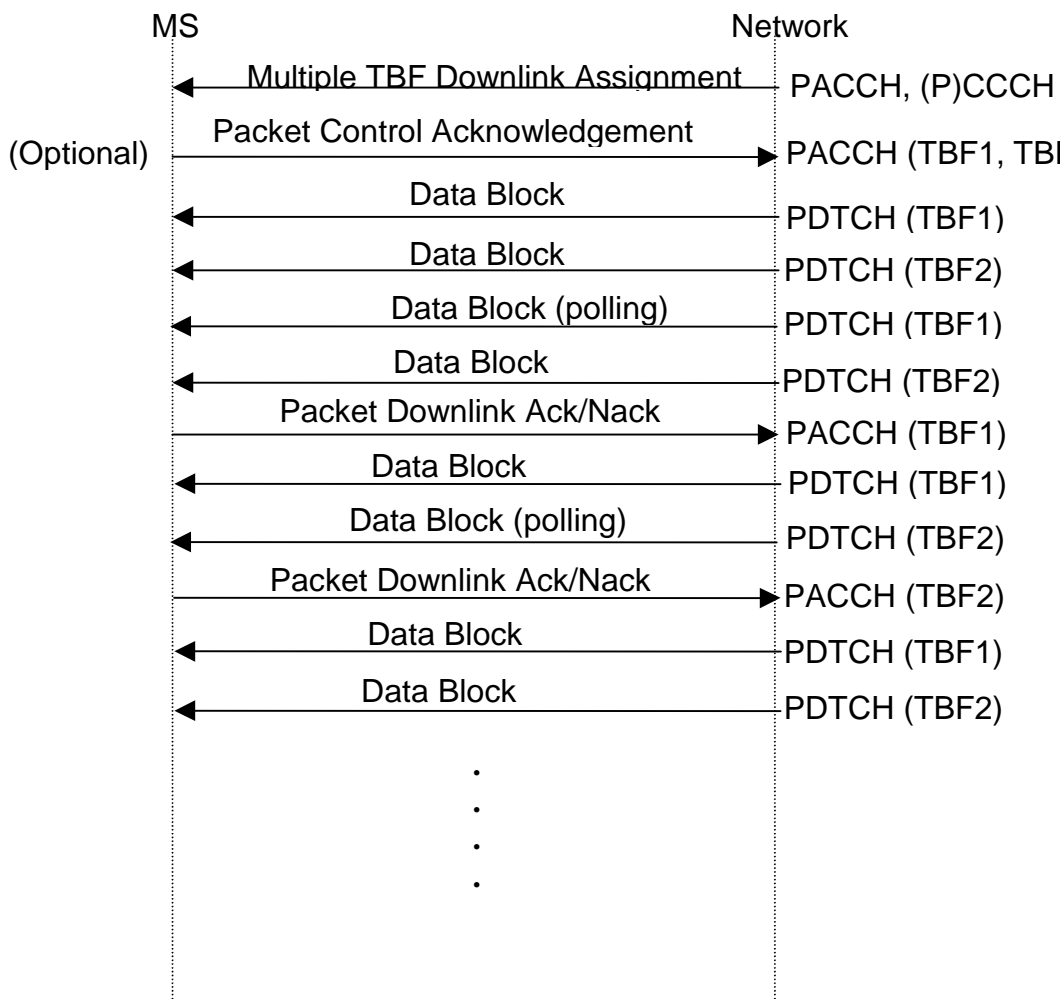 MS Network
Multiple TBF Downlink Assignment PACCH, (P)CCCH
(Optional) Packet Control Acknowledgement PACCH (TBF1,
Data Block PDTCH (TBF1)
Data Block PDTCH (TBF2)
Data Block (polling) PDTCH (TBF1)
Data Block PDTCH (TBF2)
Packet Downlink Ack/Nack PACCH (TBF1)
Data Block PDTCH (TBF1)
Data Block (polling) PDTCH (TBF2)
Packet Downlink Ack/Nack PACCH (TBF2)
Data Block PDTCH (TBF1)
Data Block PDTCH (TBF2)